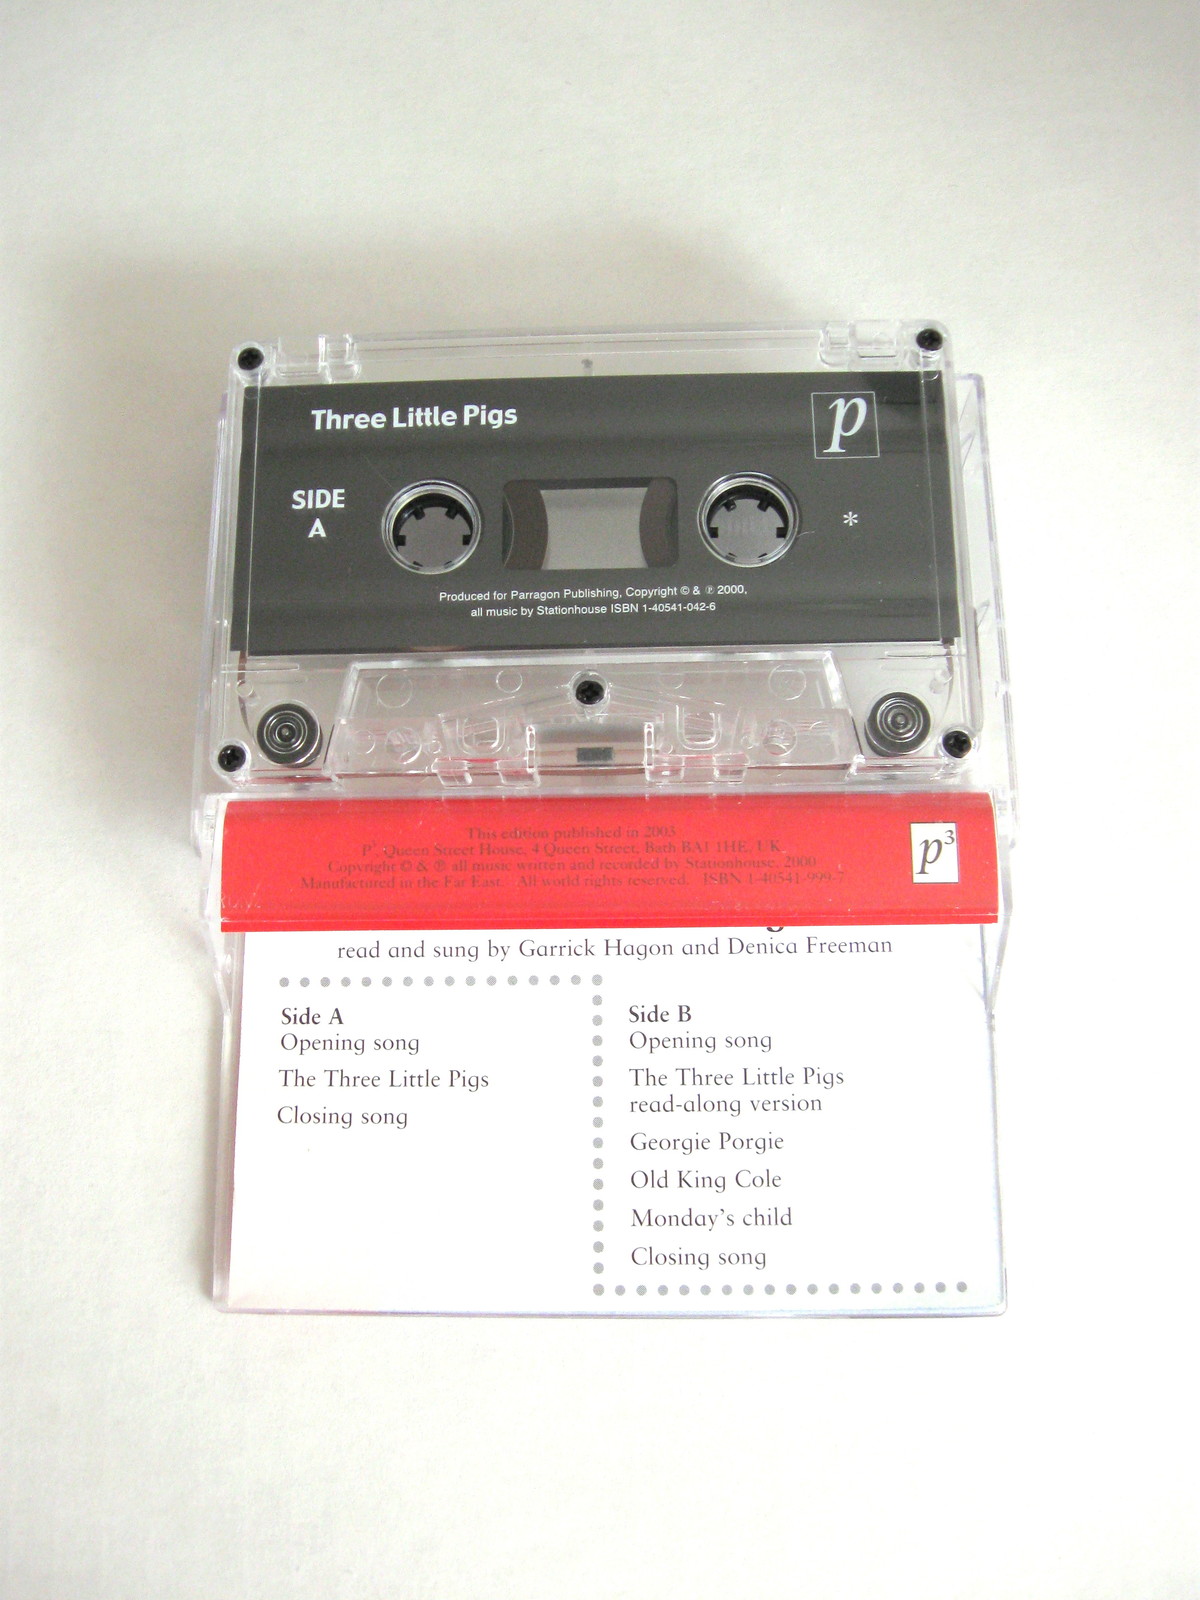 Three Little Pigs
p
SIDE
A
*
Produced for Parragon Publishing, Copyright © & ℗ 2000,
all music by Stationhouse ISBN 1-40541-042-6
This edition published in 2003
P³, Queen Street House, 4 Queen Street, Bath BA1 1HE, UK
Copyright © & ℗ all music written and recorded by Stationhouse, 2000
Manufactured in the Far East. All world rights reserved. ISBN 1-40541-999-7
p³
read and sung by Garrick Hagon and Denica Freeman
Side A
Opening song
The Three Little Pigs
Closing song
Side B
Opening song
The Three Little Pigs
read-along version
Georgie Porgie
Old King Cole
Monday's child
Closing song